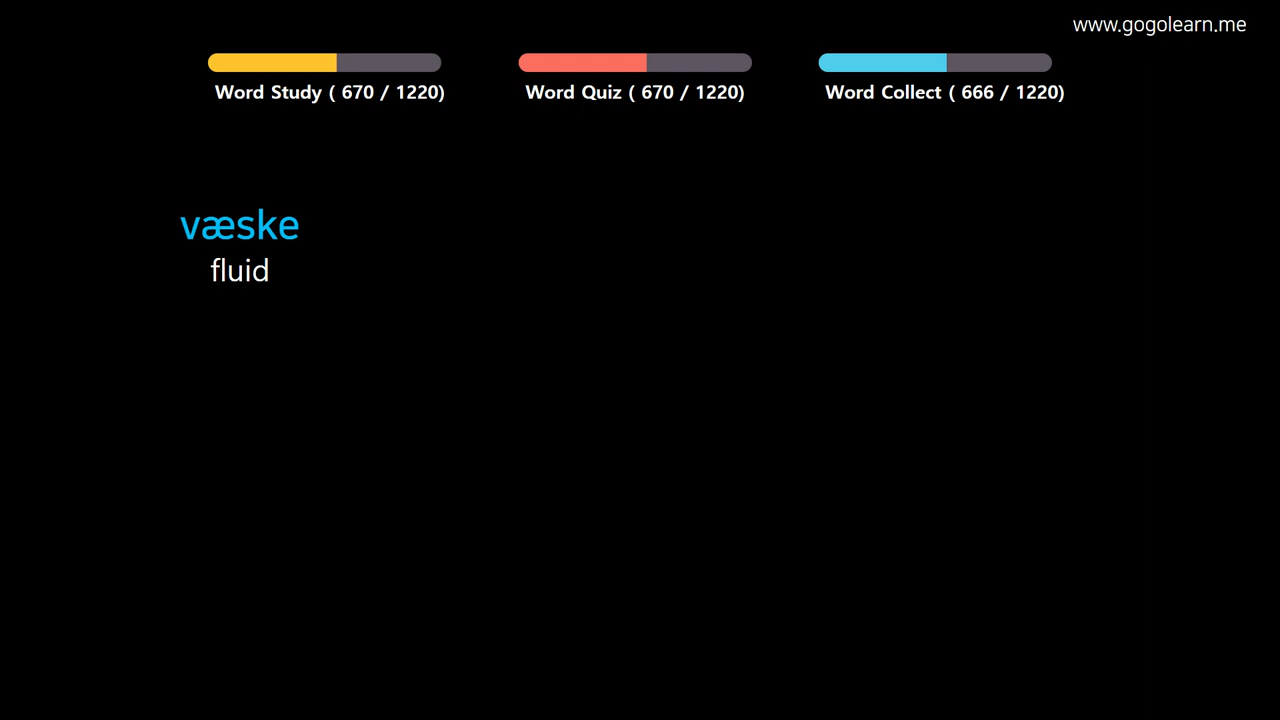 www.gogolearn.me
Word Study ( 670 / 1220)
Word Quiz ( 670 / 1220)
Word Collect ( 666 / 1220)
væske
fluid